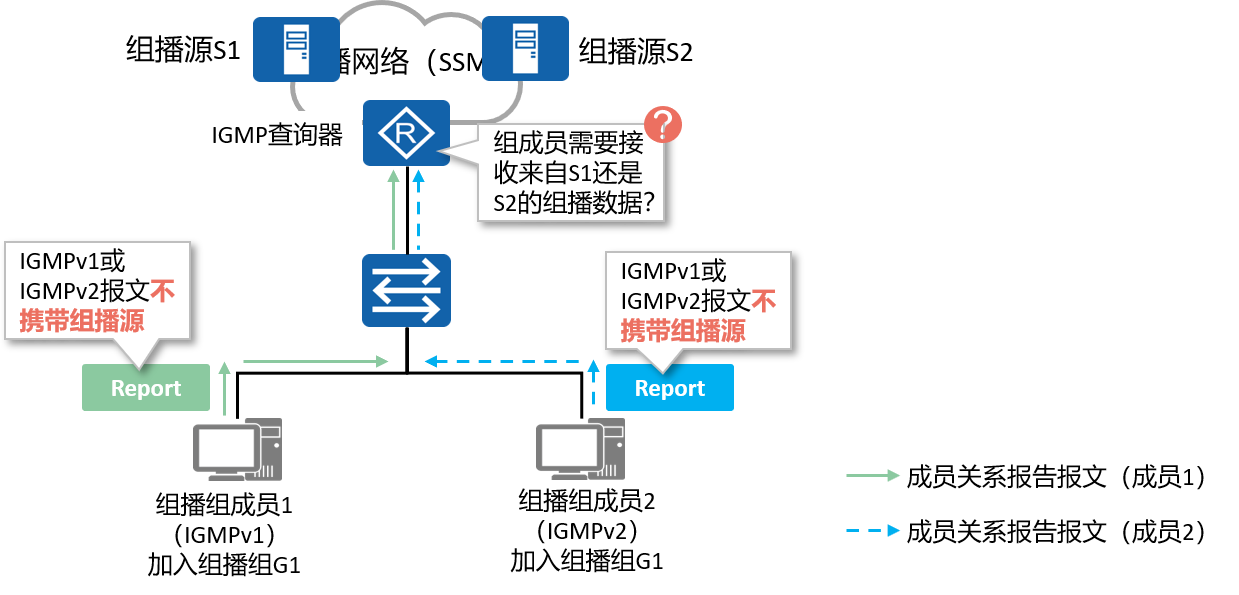 组播源S1
播网络（SSM
组播源S2
IGMP查询器
R
?
组成员需要接
收来自S1还是
S2的组播数据?
IGMPv1或
IGMPv2报文不
携带组播源
IGMPv1或
IGMPv2报文不
携带组播源
Report
Report
组播组成员1
（IGMPv1）
加入组播组G1
组播组成员2
（IGMPv2）
加入组播组G1
成员关系报告报文（成员1）
成员关系报告报文（成员2）